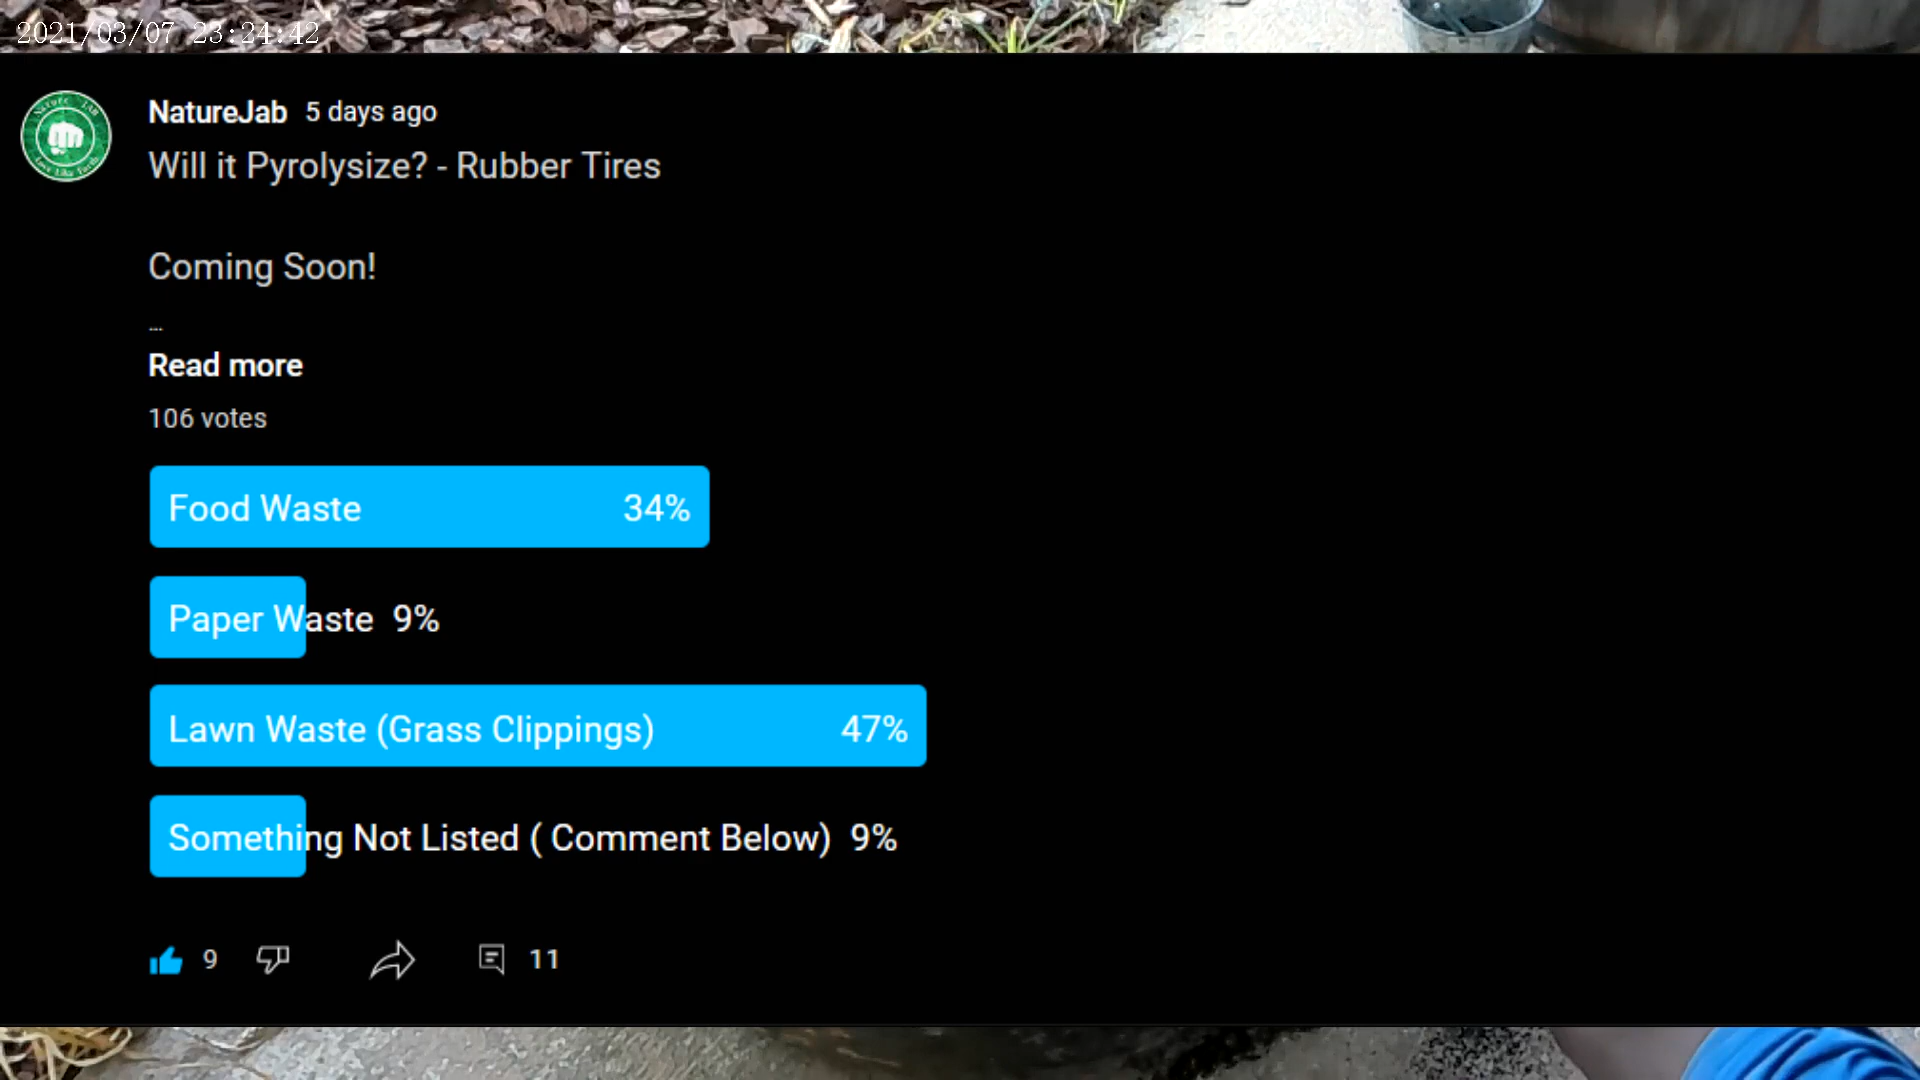 2021/03/07 23:24:42
NatureJab 5 days ago
Will it Pyrolysize? - Rubber Tires
Coming Soon!
...
Read more
106 votes
Food Waste 34%
Paper Waste 9%
Lawn Waste (Grass Clippings) 47%
Something Not Listed ( Comment Below) 9%
9 11